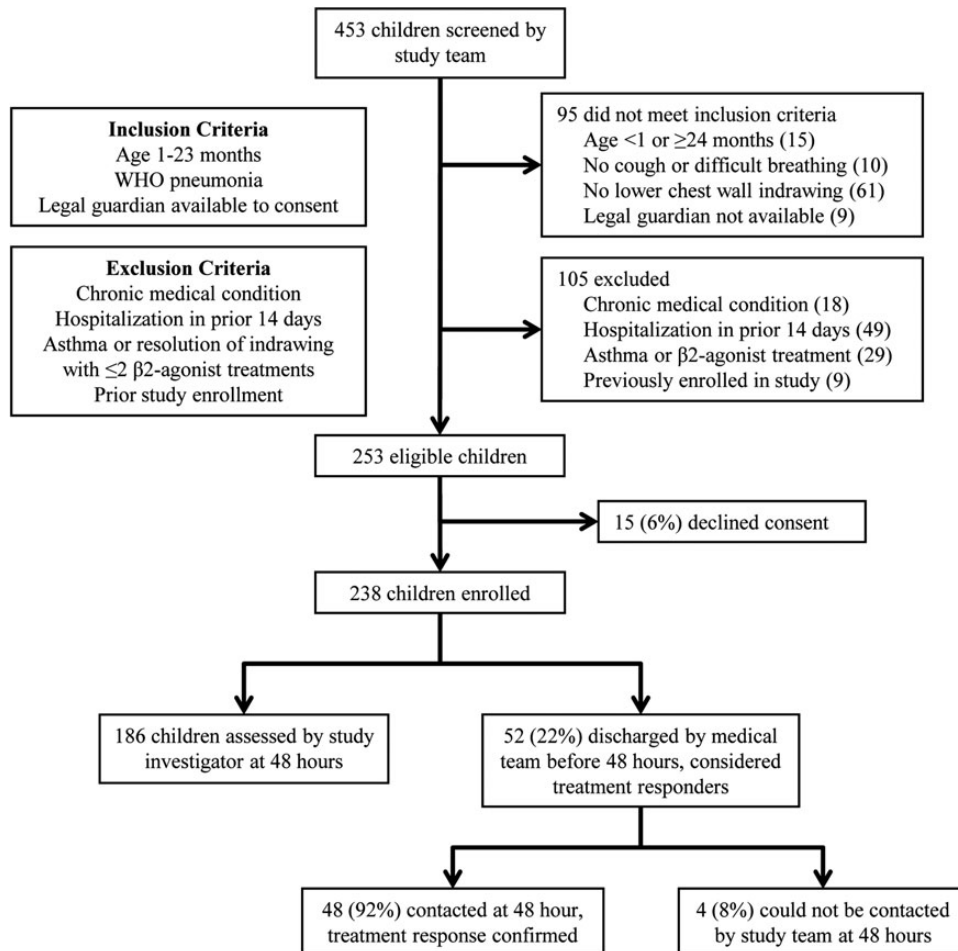 453 children screened by
study team
Inclusion Criteria
Age 1-23 months
WHO pneumonia
Legal guardian available to consent
95 did not meet inclusion criteria
Age <1 or ≥24 months (15)
No cough or difficult breathing (10)
No lower chest wall indrawing (61)
Legal guardian not available (9)
Exclusion Criteria
Chronic medical condition
Hospitalization in prior 14 days
Asthma or resolution of indrawing
with ≤2 β2-agonist treatments
Prior study enrollment
105 excluded
Chronic medical condition (18)
Hospitalization in prior 14 days (49)
Asthma or β2-agonist treatment (29)
Previously enrolled in study (9)
253 eligible children
15 (6%) declined consent
238 children enrolled
186 children assessed by study
investigator at 48 hours
52 (22%) discharged by medical
team before 48 hours, considered
treatment responders
48 (92%) contacted at 48 hour,
treatment response confirmed
4 (8%) could not be contacted
by study team at 48 hours